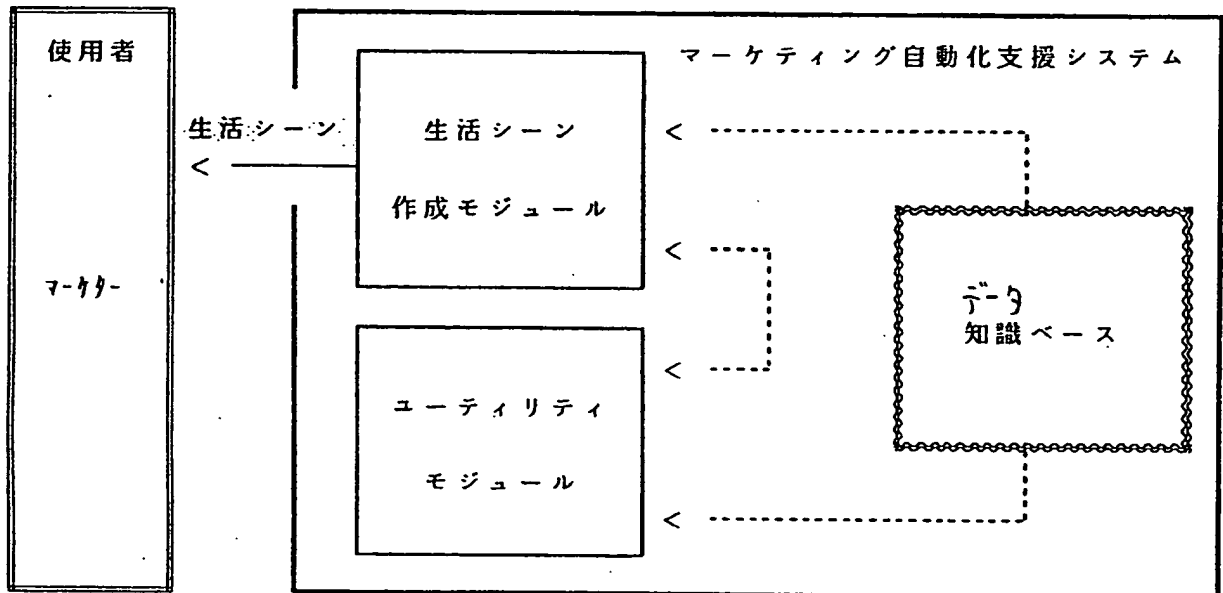 使用者
マーケター
生活シーン
マーケティング自動化支援システム
生活シーン
作成モジュール
ユーティリティ
モジュール
データ
知識ベース